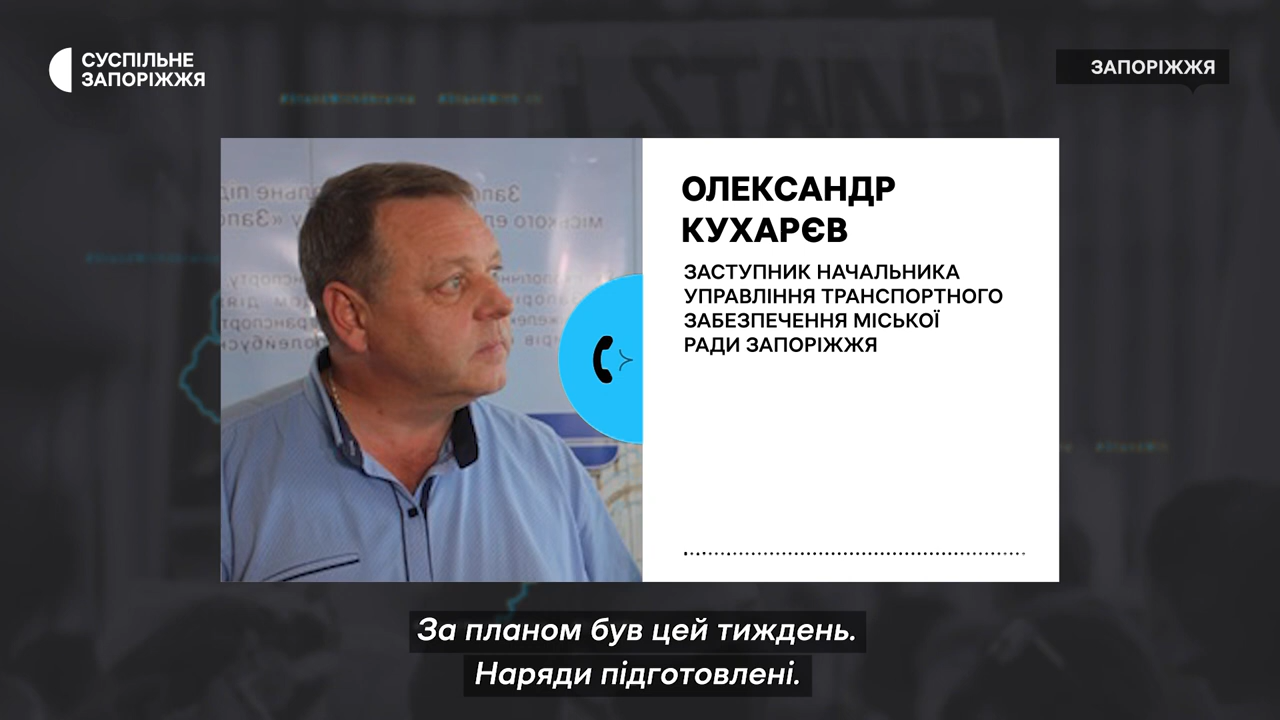 СУСПІЛЬНЕ
ЗАПОРІЖЖЯ
ЗАПОРІЖЖЯ
ОЛЕКСАНДР
КУХАРЄВ
ЗАСТУПНИК НАЧАЛЬНИКА
УПРАВЛІННЯ ТРАНСПОРТНОГО
ЗАБЕЗПЕЧЕННЯ МІСЬКОЇ
РАДИ ЗАПОРІЖЖЯ
За планом був цей тиждень.
Наряди підготовлені.